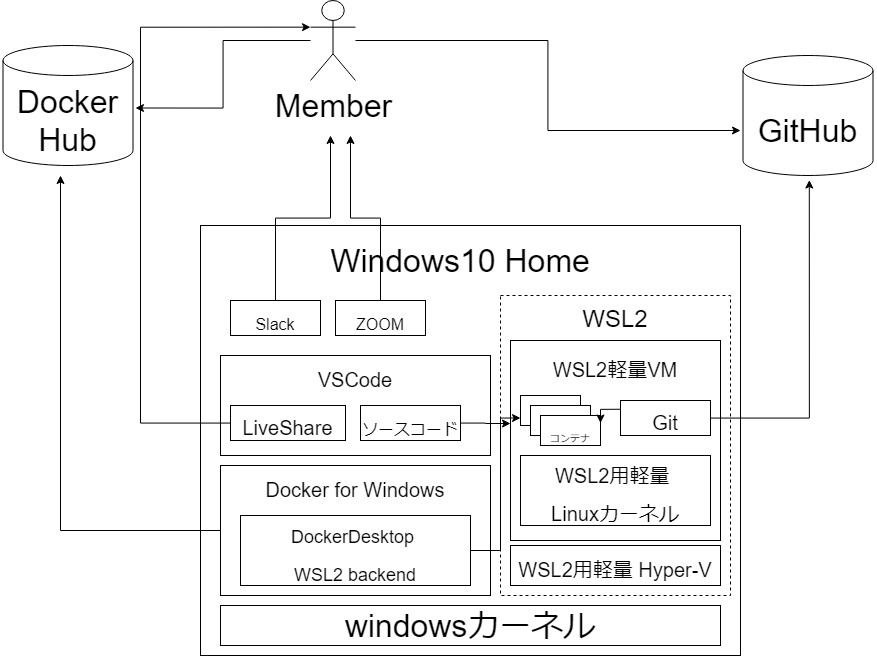 Member
Docker
Hub
GitHub
Windows10 Home
Slack
ZOOM
WSL2
VSCode
LiveShare
ソースコード
WSL2軽量VM
コンテナ
Git
WSL2用軽量
Linuxカーネル
Docker for Windows
DockerDesktop
WSL2 backend
WSL2用軽量 Hyper-V
windowsカーネル